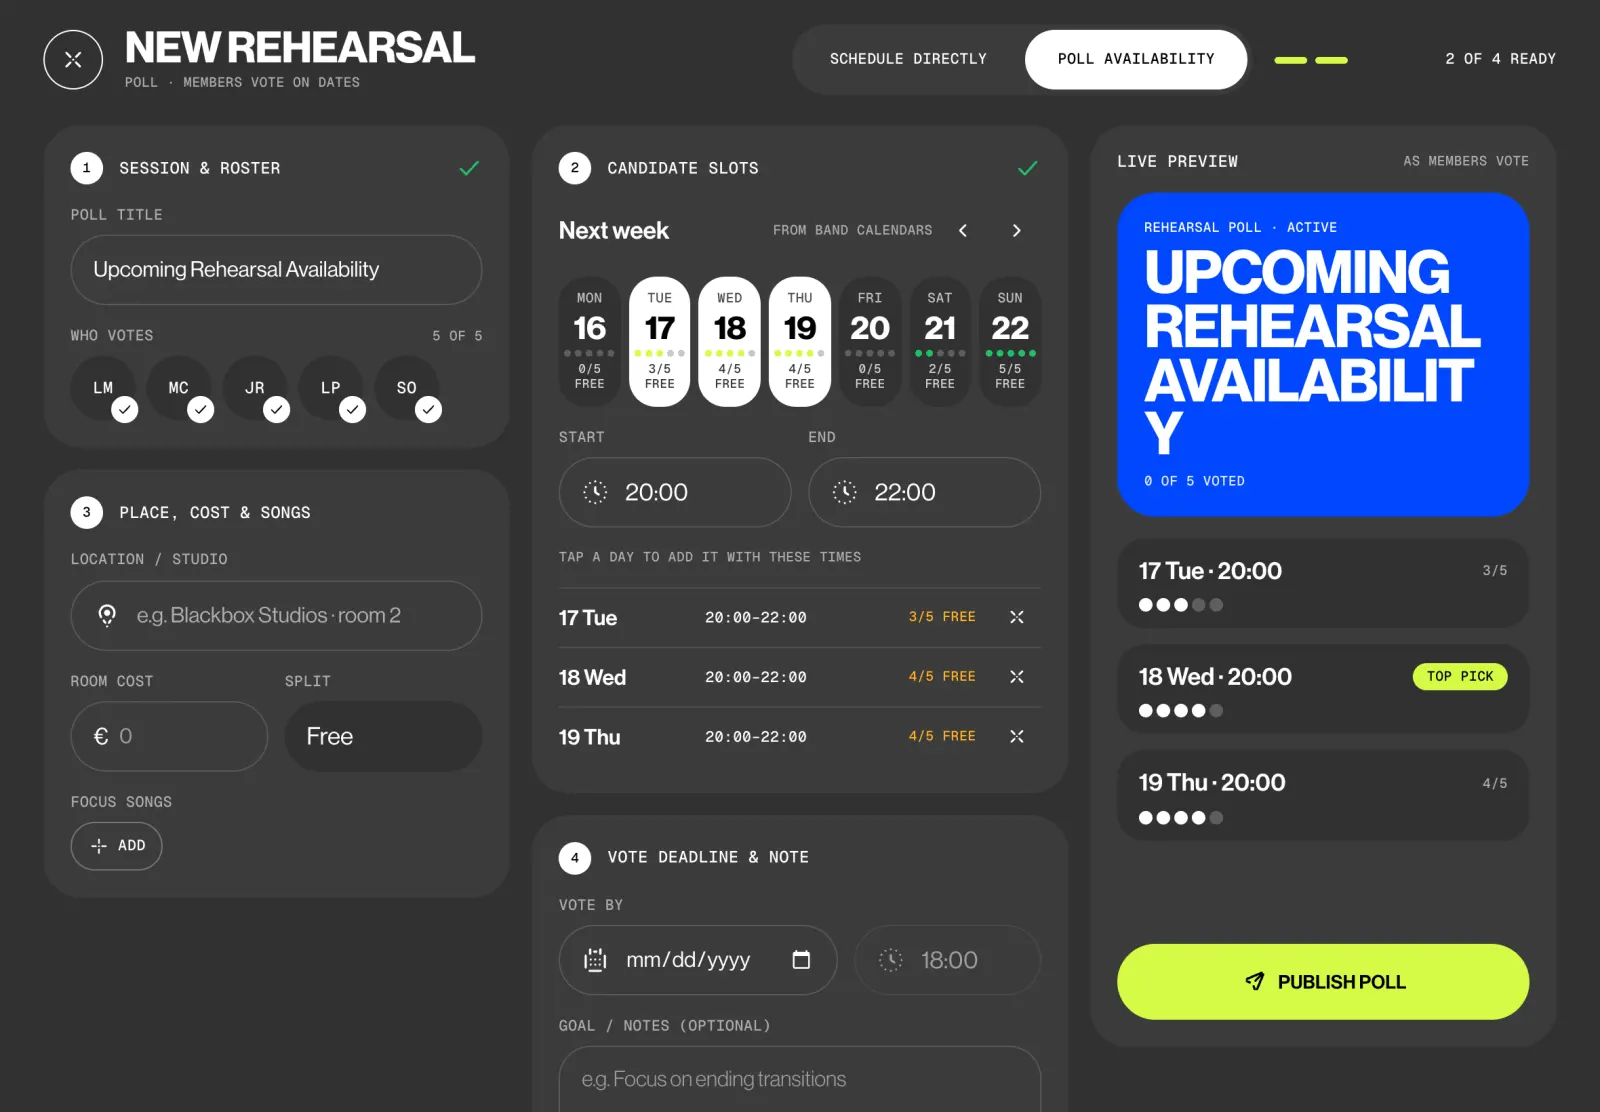 NEW REHEARSAL
POLL · MEMBERS VOTE ON DATES
SCHEDULE DIRECTLY
POLL AVAILABILITY
2 OF 4 READY
1
SESSION & ROSTER
POLL TITLE
Upcoming Rehearsal Availability
WHO VOTES
5 OF 5
LM
MC
JR
LP
SO
3
PLACE, COST & SONGS
LOCATION / STUDIO
e.g. Blackbox Studios · room 2
ROOM COST
SPLIT
€ 0
Free
FOCUS SONGS
ADD
2
CANDIDATE SLOTS
Next week
FROM BAND CALENDARS
MON
16
0/5
FREE
TUE
17
3/5
FREE
WED
18
4/5
FREE
THU
19
4/5
FREE
FRI
20
0/5
FREE
SAT
21
2/5
FREE
SUN
22
5/5
FREE
START
END
20:00
22:00
TAP A DAY TO ADD IT WITH THESE TIMES
17 Tue 20:00–22:00 3/5 FREE
18 Wed 20:00–22:00 4/5 FREE
19 Thu 20:00–22:00 4/5 FREE
4
VOTE DEADLINE & NOTE
VOTE BY
mm/dd/yyyy
18:00
GOAL / NOTES (OPTIONAL)
e.g. Focus on ending transitions
LIVE PREVIEW
AS MEMBERS VOTE
REHEARSAL POLL · ACTIVE
UPCOMING
REHEARSAL
AVAILABILIT
Y
0 OF 5 VOTED
17 Tue · 20:00
3/5
18 Wed · 20:00
TOP PICK
19 Thu · 20:00
4/5
PUBLISH POLL